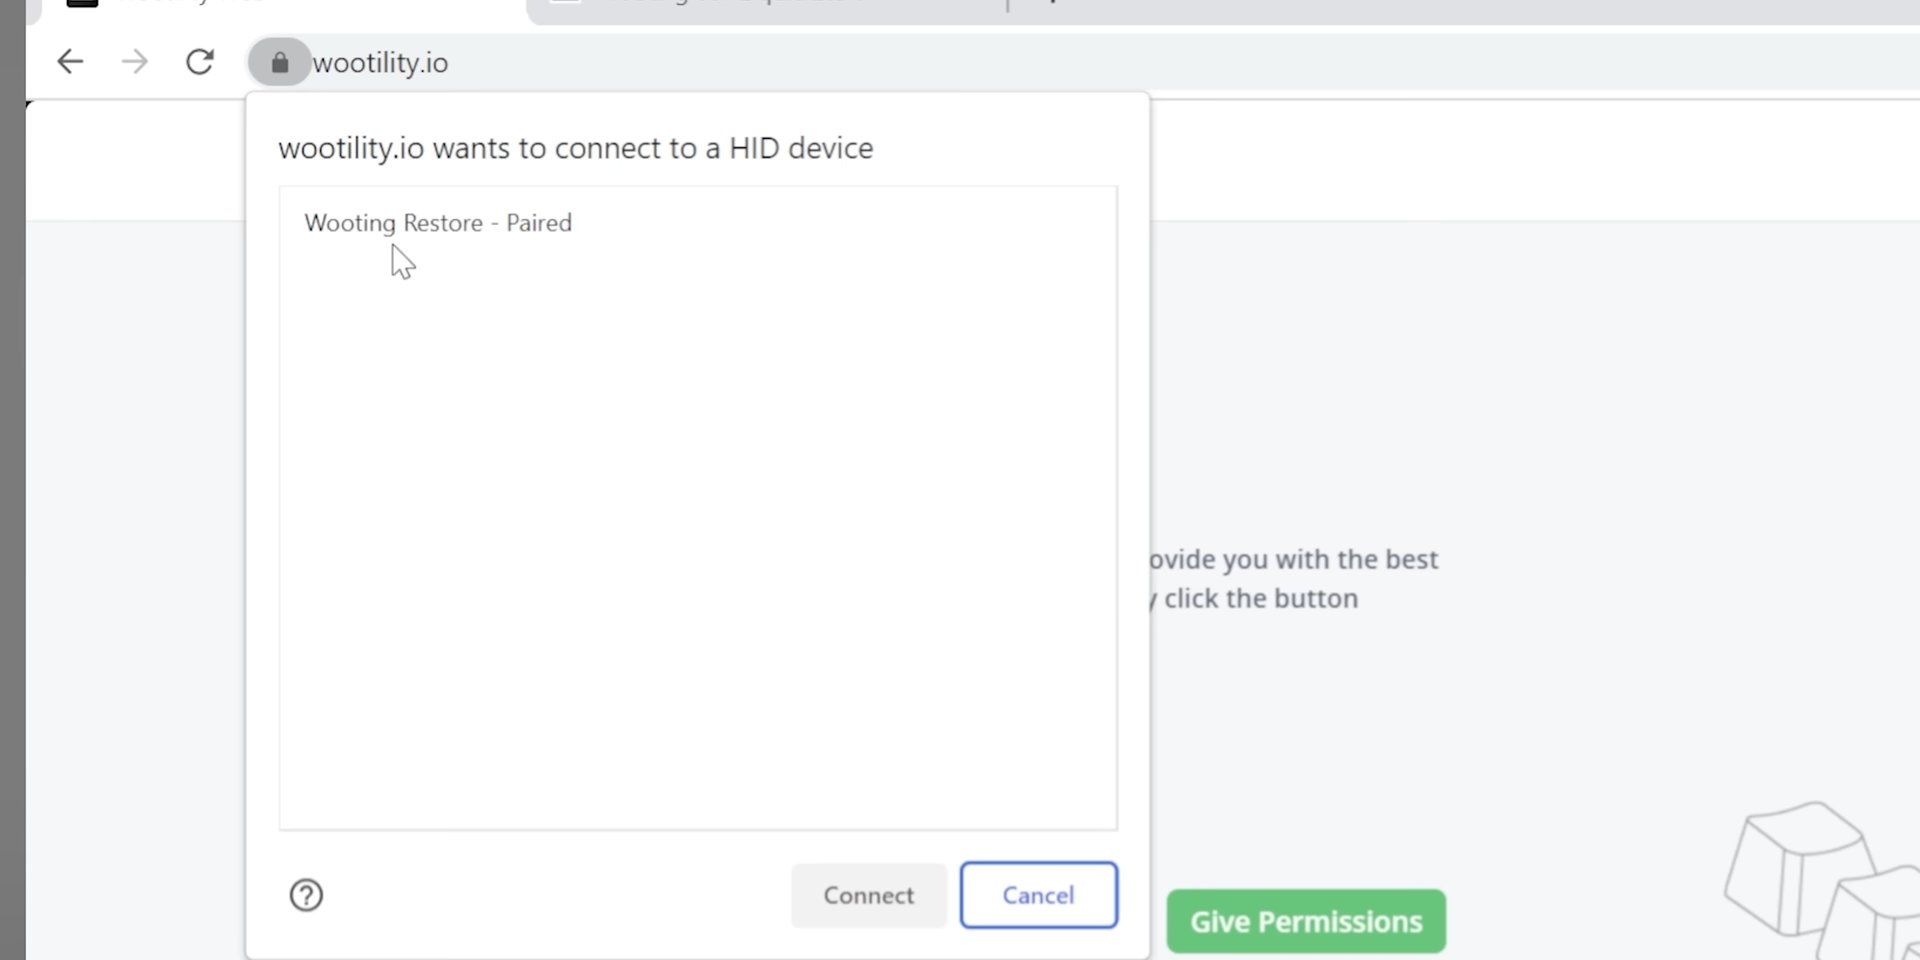 wootility.io
wootility.io wants to connect to a HID device
Wooting Restore - Paired
ovide you with the best
click the button
Connect
Cancel
Give Permissions